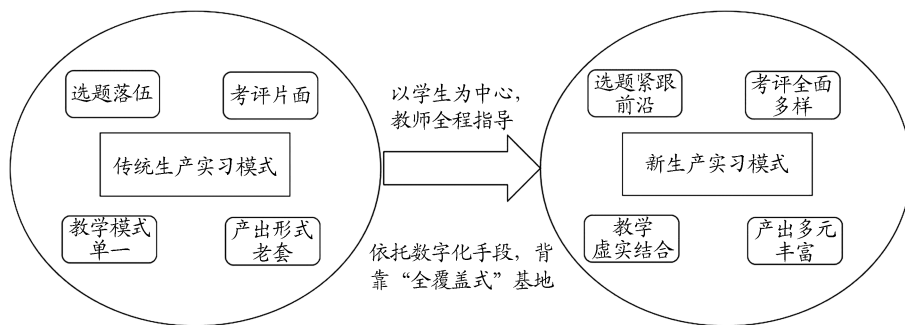 选题落伍
考评片面
传统生产实习模式
教学模式
单一
产出形式
老套
以学生为中心，
教师全程指导
依托数字化手段，背
靠“全覆盖式”基地
选题紧跟
前沿
考评全面
多样
新生产实习模式
教学
虚实结合
产出多元
丰富